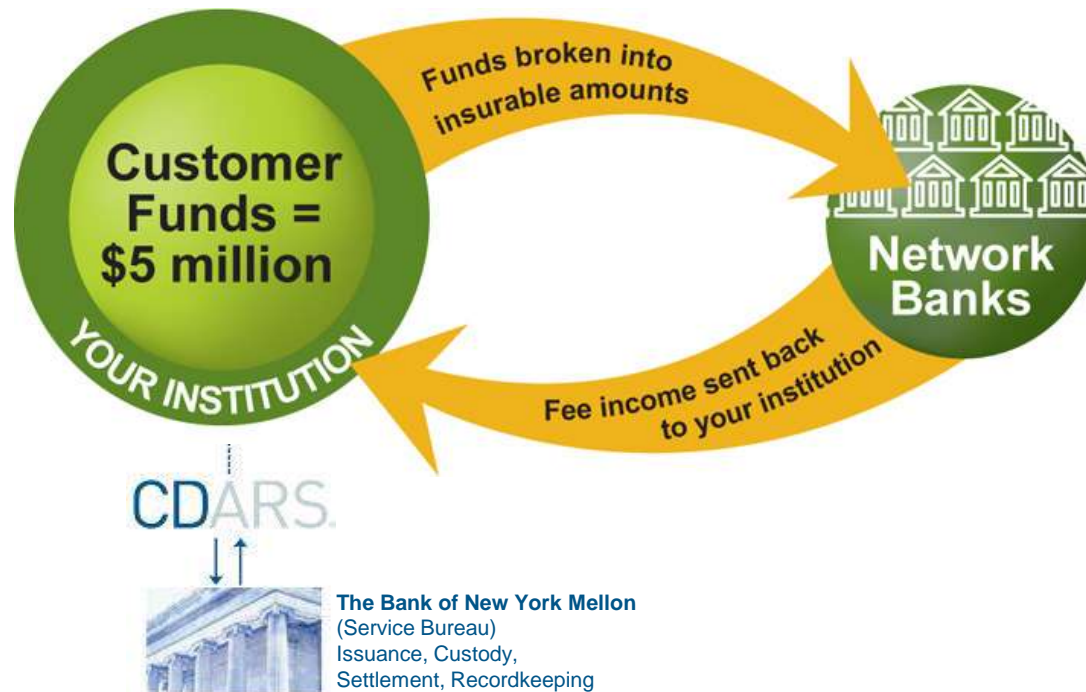 Funds broken into
insurable amounts
Customer
Funds =
$5 million
YOUR INSTITUTION
Network
Banks
Fee income sent back
to your institution
CDARS.
The Bank of New York Mellon
(Service Bureau)
Issuance, Custody,
Settlement, Recordkeeping